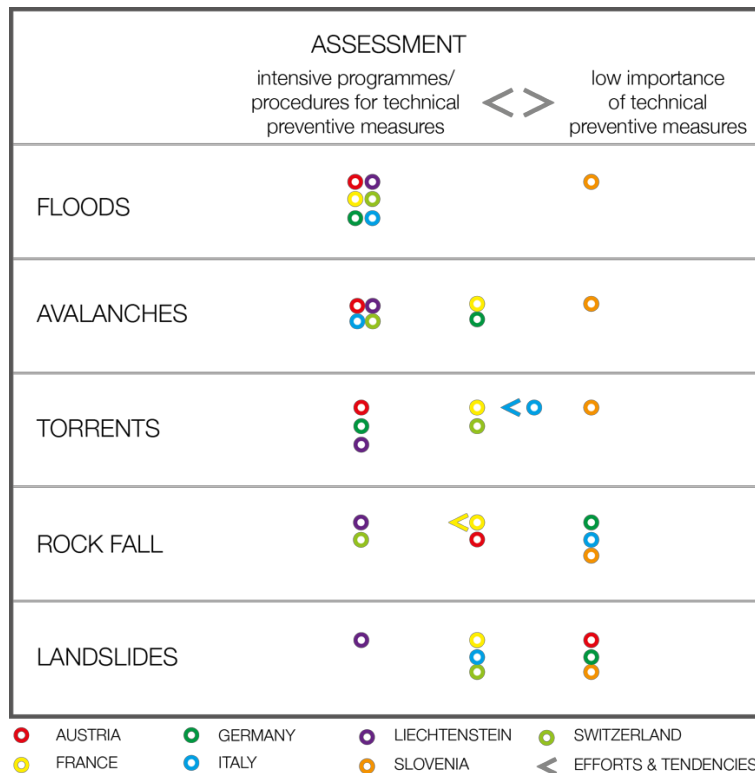 ASSESSMENT
intensive programmes/
procedures for technical
preventive measures
< >
low importance
of technical
preventive measures
FLOODS
AVALANCHES
TORRENTS
ROCK FALL
LANDSLIDES
AUSTRIA GERMANY LIECHTENSTEIN SWITZERLAND
FRANCE ITALY SLOVENIA < EFFORTS & TENDENCIES